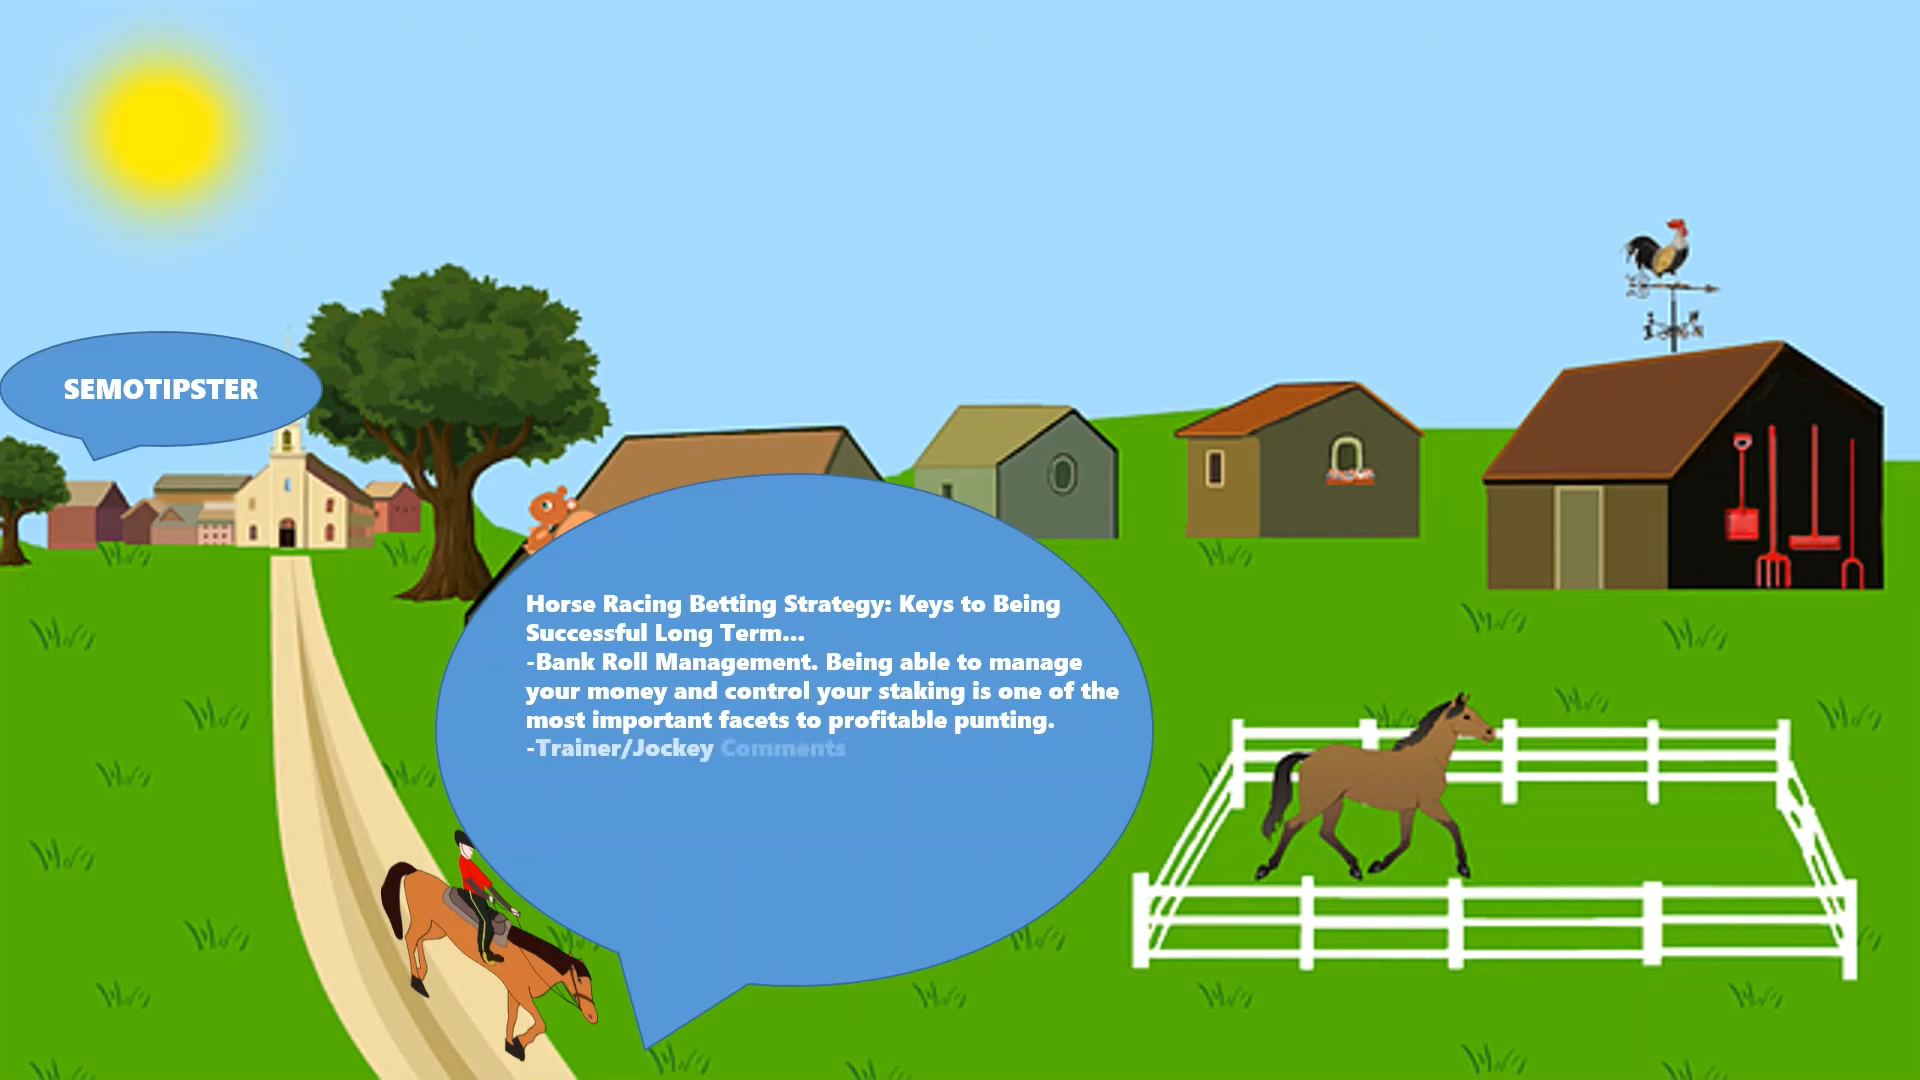 SEMOTIPSTER
Horse Racing Betting Strategy: Keys to Being
Successful Long Term...
-Bank Roll Management. Being able to manage
your money and control your staking is one of the
most important facets to profitable punting.
-Trainer/Jockey Comments